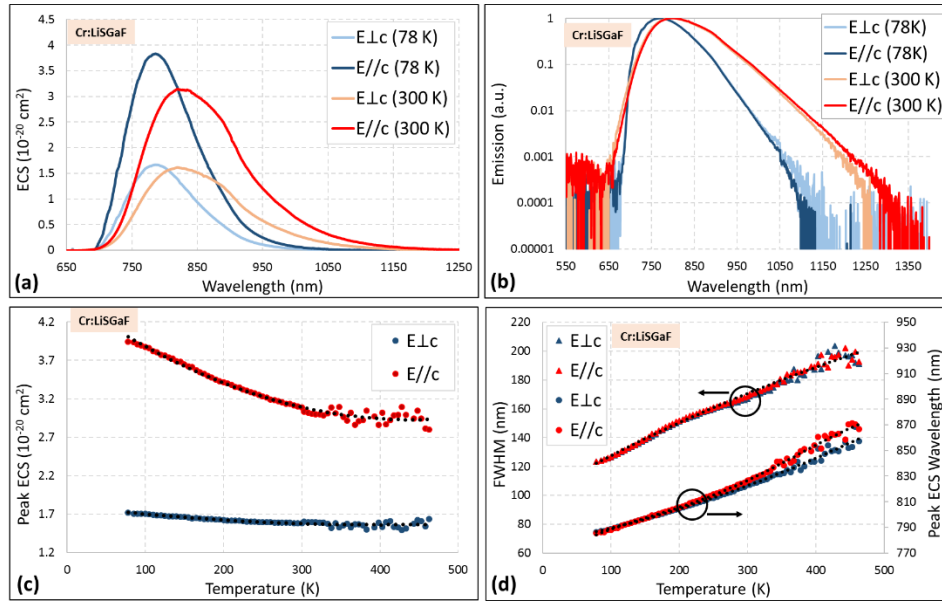 Cr:LiSGaF
E⊥c (78 K)
E//c (78 K)
E⊥c (300 K)
E//c (300 K)
ECS (10⁻²⁰ cm²)
4.5
4
3.5
3
2.5
2
1.5
1
0.5
0
650 750 850 950 1050 1150 1250
(a) Wavelength (nm)
Cr:LiSGaF
E⊥c (78K)
E//c (78K)
E⊥c (300 K)
E//c (300 K)
Emission (a.u.)
1
0.1
0.01
0.001
0.0001
0.00001
550 650 750 850 950 1050 1150 1250 1350
(b) Wavelength (nm)
Cr:LiSGaF
E⊥c
E//c
Peak ECS (10⁻²⁰ cm²)
4.2
3.7
3.2
2.7
2.2
1.7
1.2
0 100 200 300 400 500
(c) Temperature (K)
Cr:LiSGaF
E⊥c
E//c
E⊥c
E//c
FWHM (nm)
220
200
180
160
140
120
100
80
60
Peak ECS Wavelength (nm)
950
930
910
890
870
850
830
810
790
770
0 100 200 300 400 500
(d) Temperature (K)